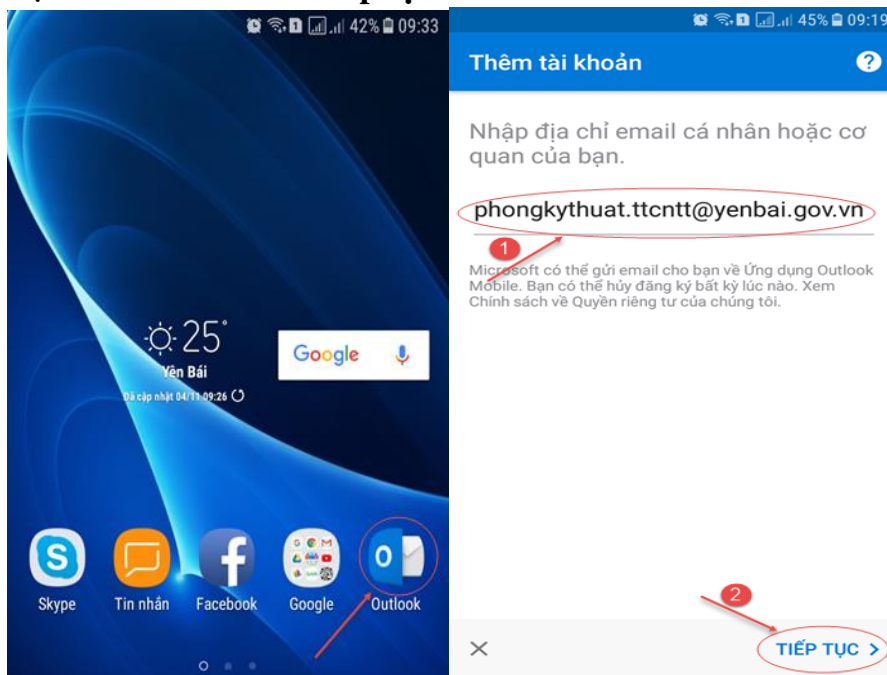 42% 09:33
25°
Yên Bái
Đã cập nhật 04/11 09:26
Google
Skype
Tin nhắn
Facebook
Google
Outlook
45% 09:19
Thêm tài khoản
?
Nhập địa chỉ email cá nhân hoặc cơ
quan của bạn.
phongkythuat.ttcntt@yenbai.gov.vn
1
Microsoft có thể gửi email cho bạn về Ứng dụng Outlook
Mobile. Bạn có thể hủy đăng ký bất kỳ lúc nào. Xem
Chính sách về Quyền riêng tư của chúng tôi.
2
TIẾP TỤC >